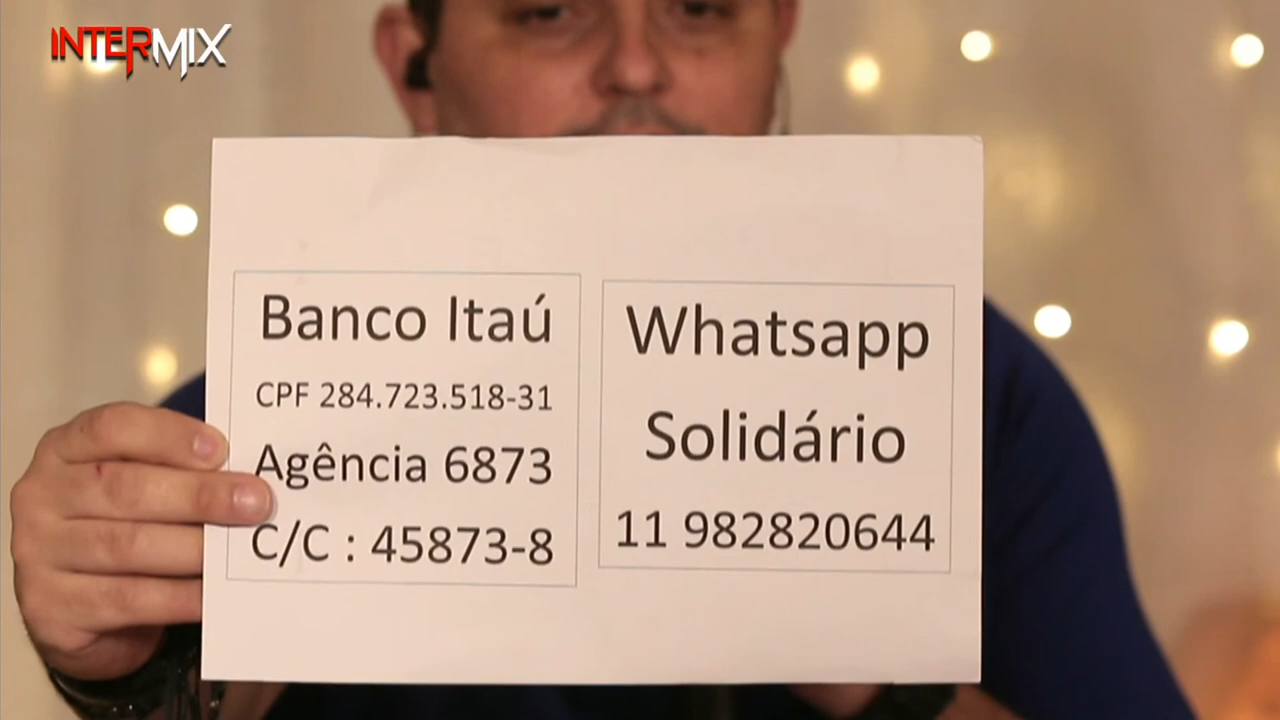 INTERMIX
Banco Itaú
CPF 284.723.518-31
Agência 6873
C/C : 45873-8
Whatsapp
Solidário
11 982820644